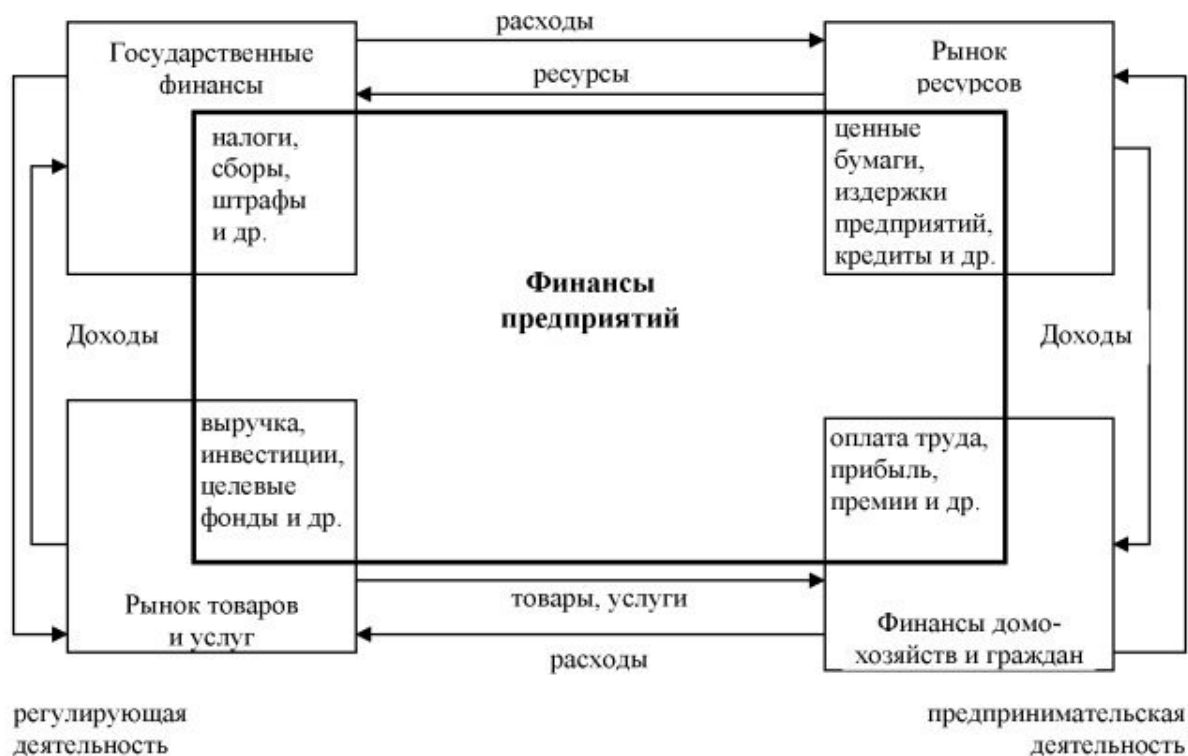 расходы
Государственные
финансы
Рынок
ресурсов
ресурсы
налоги,
сборы,
штрафы
и др.
ценные
бумаги,
издержки
предприятий,
кредиты и др.
Финансы
предприятий
Доходы
Доходы
выручка,
инвестиции,
целевые
фонды и др.
оплата труда,
прибыль,
премии и др.
Рынок товаров
и услуг
товары, услуги
Финансы домо-
хозяйств и граждан
расходы
регулирующая
деятельность
предпринимательская
деятельность